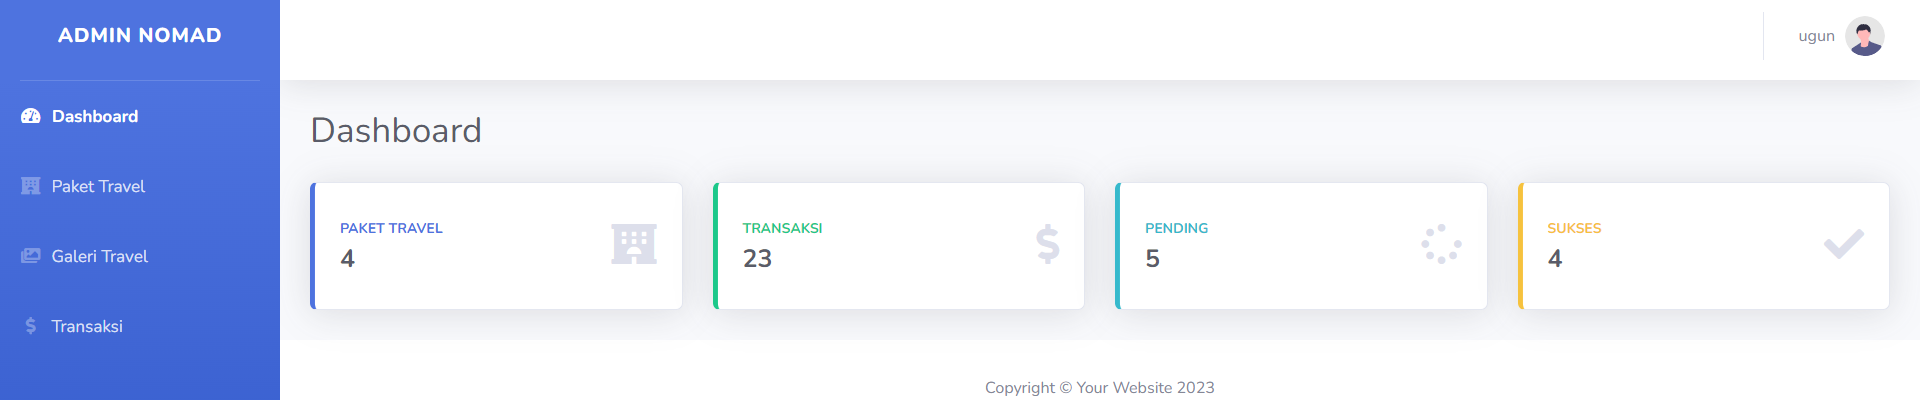 ADMIN NOMAD
ugun
Dashboard
Paket Travel
Galeri Travel
Transaksi
Dashboard
PAKET TRAVEL
4
TRANSAKSI
23
PENDING
5
SUKSES
4
Copyright © Your Website 2023